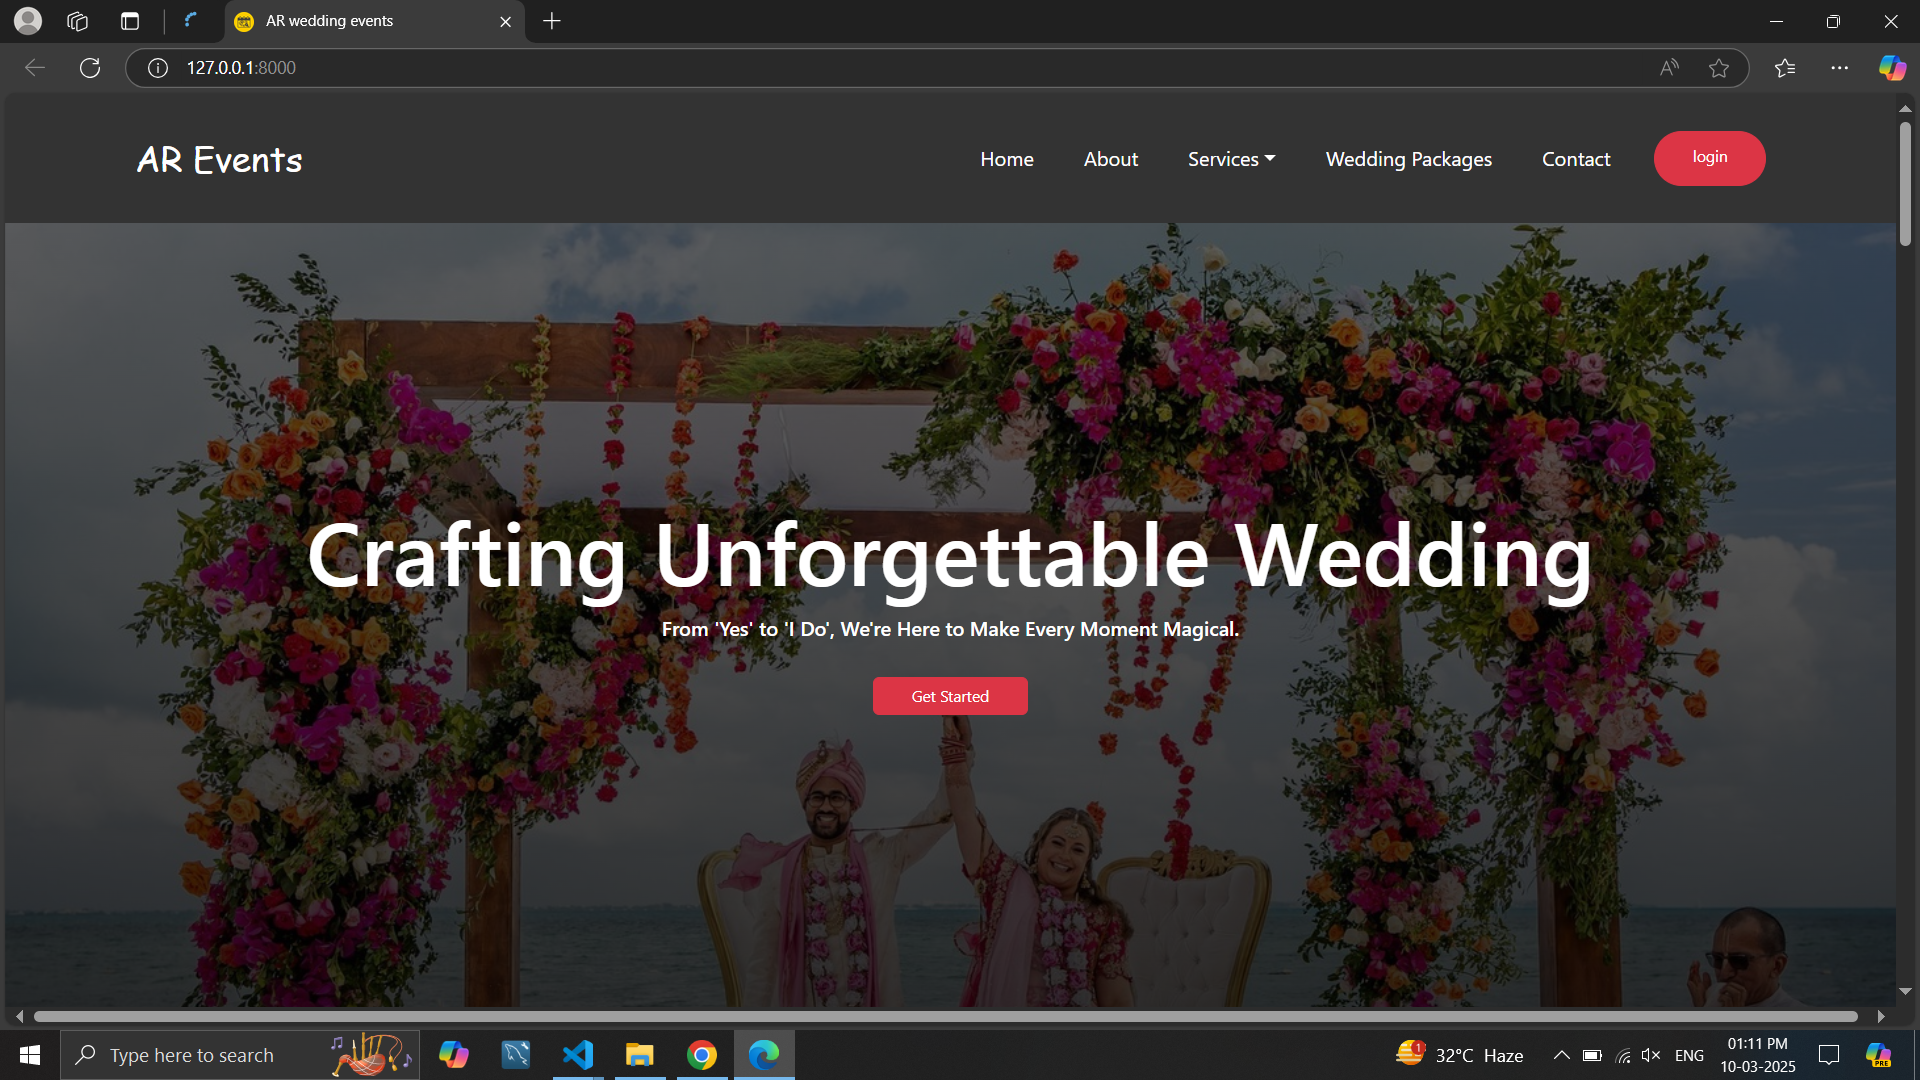 AR wedding events
127.0.0.1:8000
AR Events
Home About Services Wedding Packages Contact login
Crafting Unforgettable Wedding
From 'Yes' to 'I Do', We're Here to Make Every Moment Magical.
Get Started
Type here to search
1
32°C Haze
ENG
01:11 PM
10-03-2025
PRE